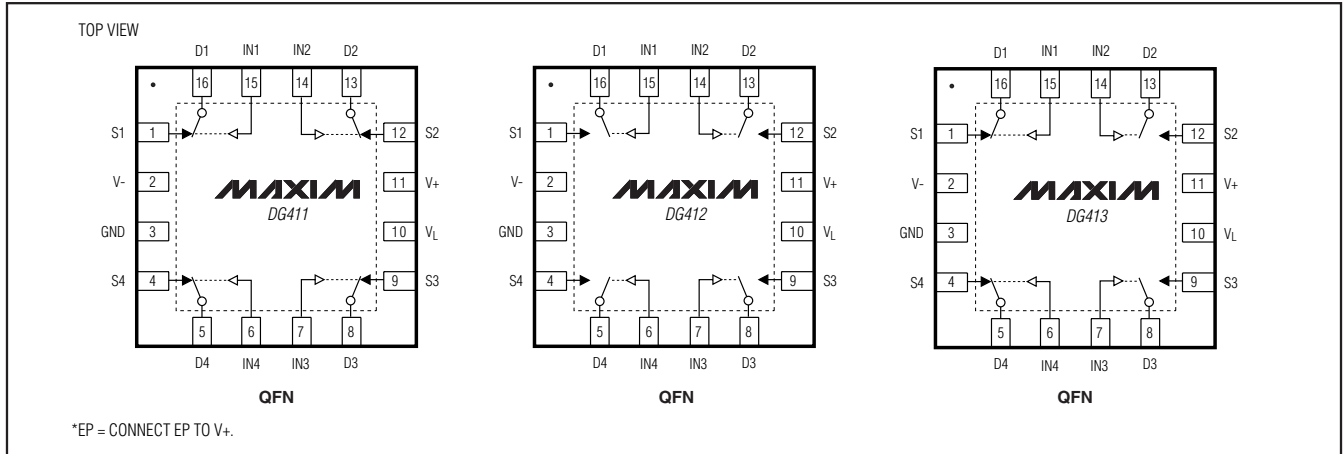 TOP VIEW
D1 IN1 IN2 D2
16 15 14 13
S1 1 12 S2
V- 2 11 V+
MAXIM
DG411
GND 3 10 VL
S4 4 9 S3
5 6 7 8
D4 IN4 IN3 D3
QFN
D1 IN1 IN2 D2
16 15 14 13
S1 1 12 S2
V- 2 11 V+
MAXIM
DG412
GND 3 10 VL
S4 4 9 S3
5 6 7 8
D4 IN4 IN3 D3
QFN
D1 IN1 IN2 D2
16 15 14 13
S1 1 12 S2
V- 2 11 V+
MAXIM
DG413
GND 3 10 VL
S4 4 9 S3
5 6 7 8
D4 IN4 IN3 D3
QFN
*EP = CONNECT EP TO V+.